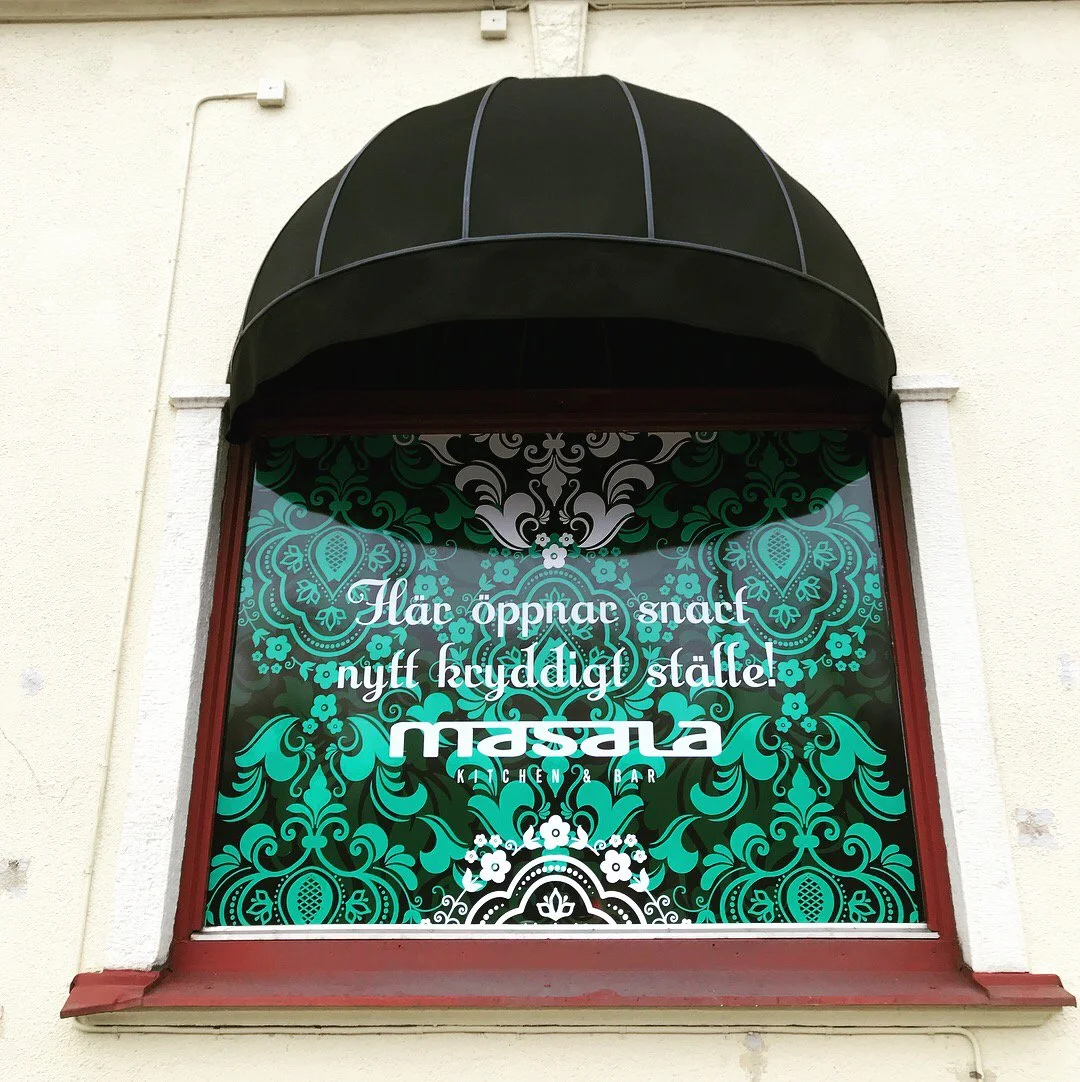 Här öppnar snart
nytt kryddigt ställe!
masala
KITCHEN & BAR